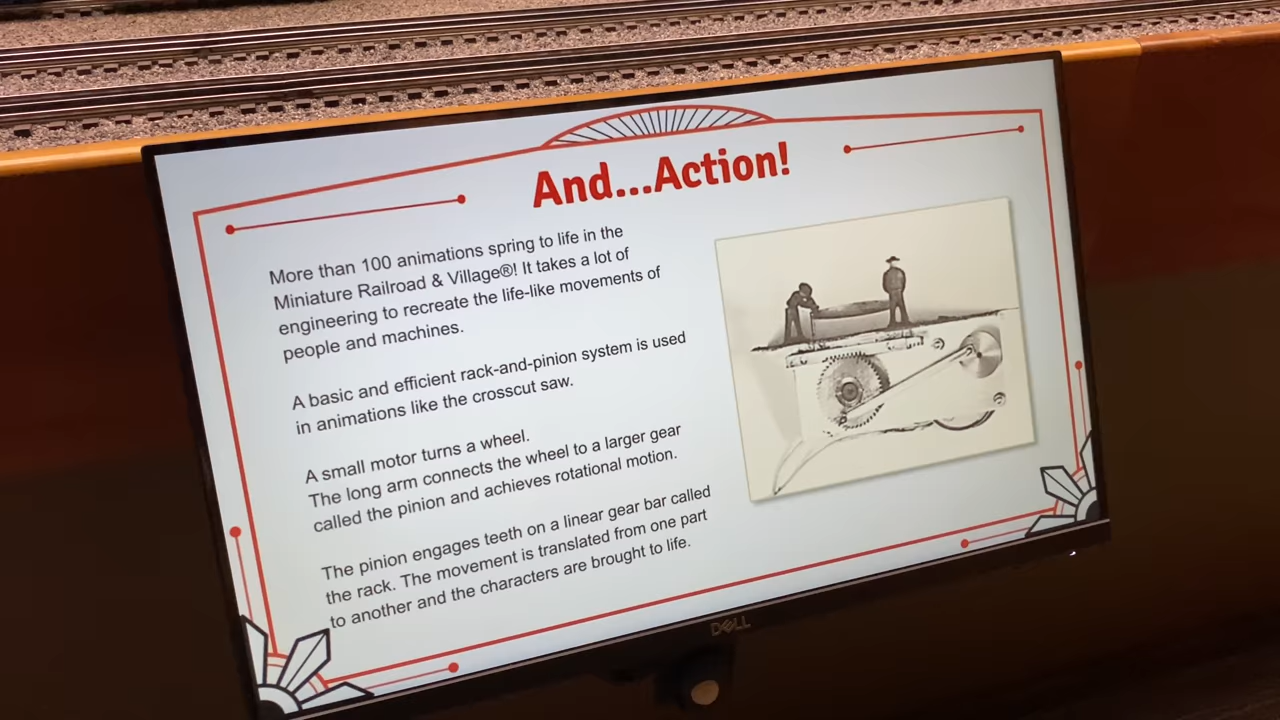 And...Action!
More than 100 animations spring to life in the
Miniature Railroad & Village®! It takes a lot of
engineering to recreate the life-like movements of
people and machines.
A basic and efficient rack-and-pinion system is used
in animations like the crosscut saw.
A small motor turns a wheel.
The long arm connects the wheel to a larger gear
called the pinion and achieves rotational motion.
The pinion engages teeth on a linear gear bar called
the rack. The movement is translated from one part
to another and the characters are brought to life.
DELL